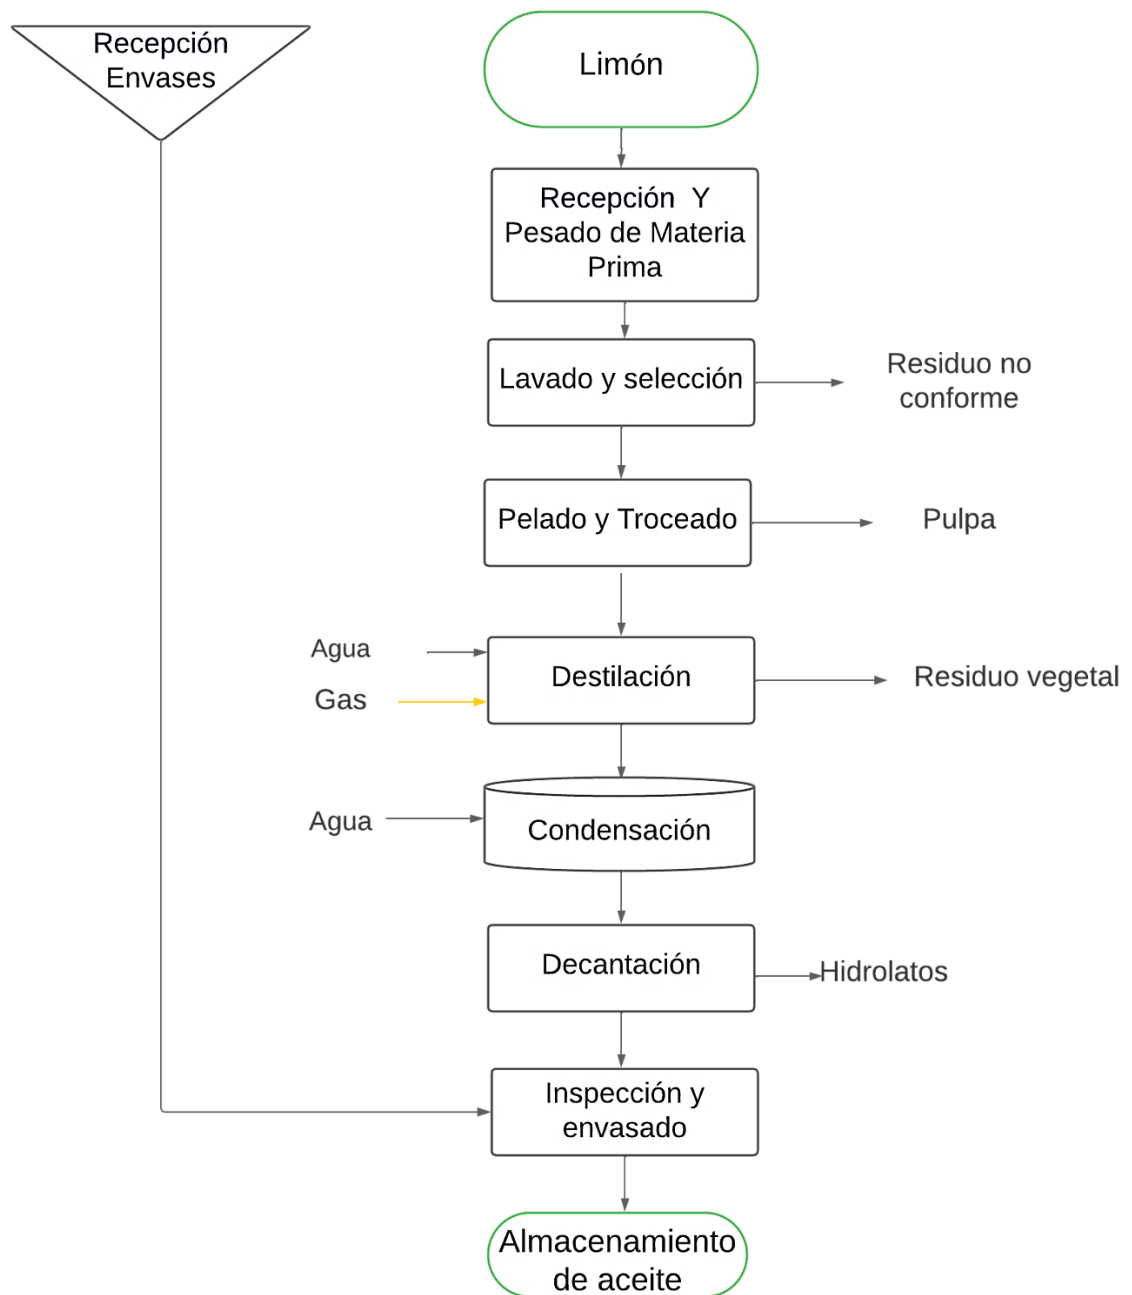 Recepción
Envases
Limón
Recepción Y
Pesado de Materia
Prima
Lavado y selección
Residuo no
conforme
Pelado y Troceado
Pulpa
Agua
Gas
Destilación
Residuo vegetal
Agua
Condensación
Decantación
Hidrolatos
Inspección y
envasado
Almacenamiento
de aceite